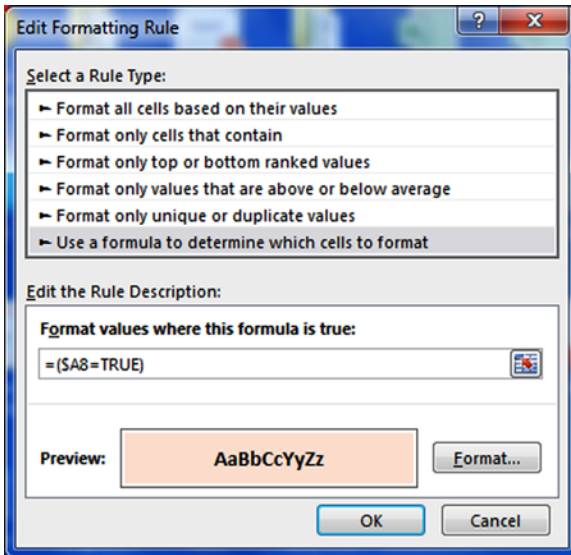 Edit Formatting Rule
? X
Select a Rule Type:
► Format all cells based on their values
► Format only cells that contain
► Format only top or bottom ranked values
► Format only values that are above or below average
► Format only unique or duplicate values
► Use a formula to determine which cells to format
Edit the Rule Description:
Format values where this formula is true:
=($A8=TRUE)
Preview: AaBbCcYyZz Format...
OK Cancel